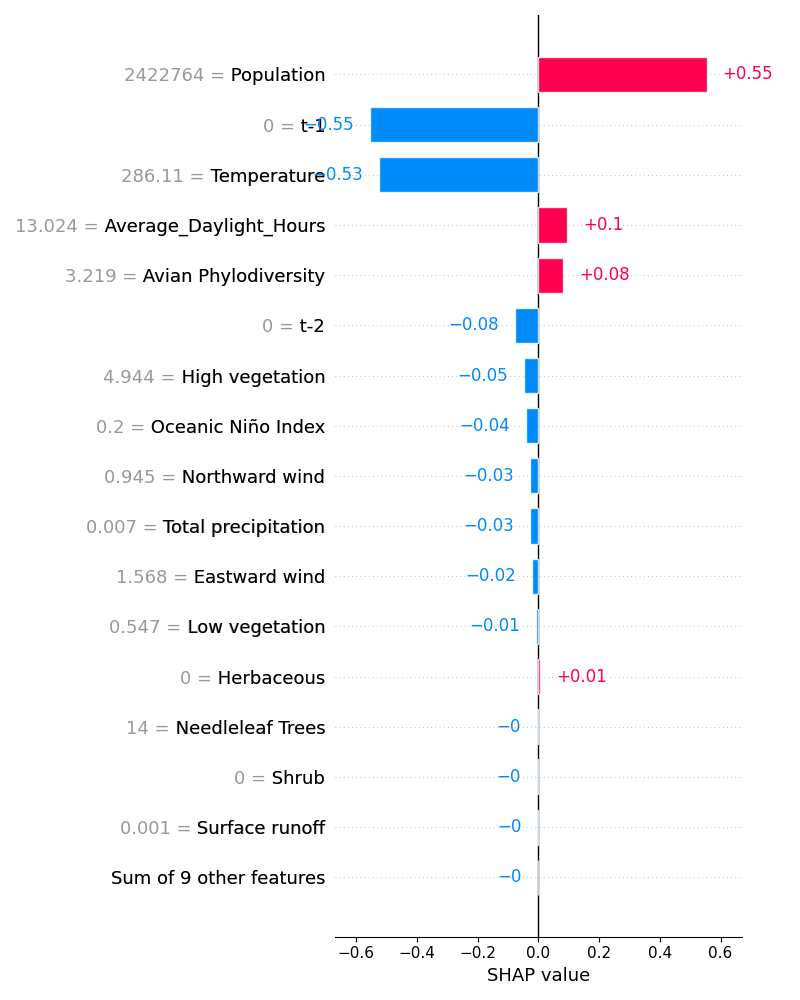 2422764 = Population +0.55
0 = t-1 −0.55
286.11 = Temperature −0.53
13.024 = Average_Daylight_Hours +0.1
3.219 = Avian Phylodiversity +0.08
0 = t-2 −0.08
4.944 = High vegetation −0.05
0.2 = Oceanic Niño Index −0.04
0.945 = Northward wind −0.03
0.007 = Total precipitation −0.03
1.568 = Eastward wind −0.02
0.547 = Low vegetation −0.01
0 = Herbaceous +0.01
14 = Needleleaf Trees −0
0 = Shrub −0
0.001 = Surface runoff −0
Sum of 9 other features −0
−0.6 −0.4 −0.2 0.0 0.2 0.4 0.6
SHAP value